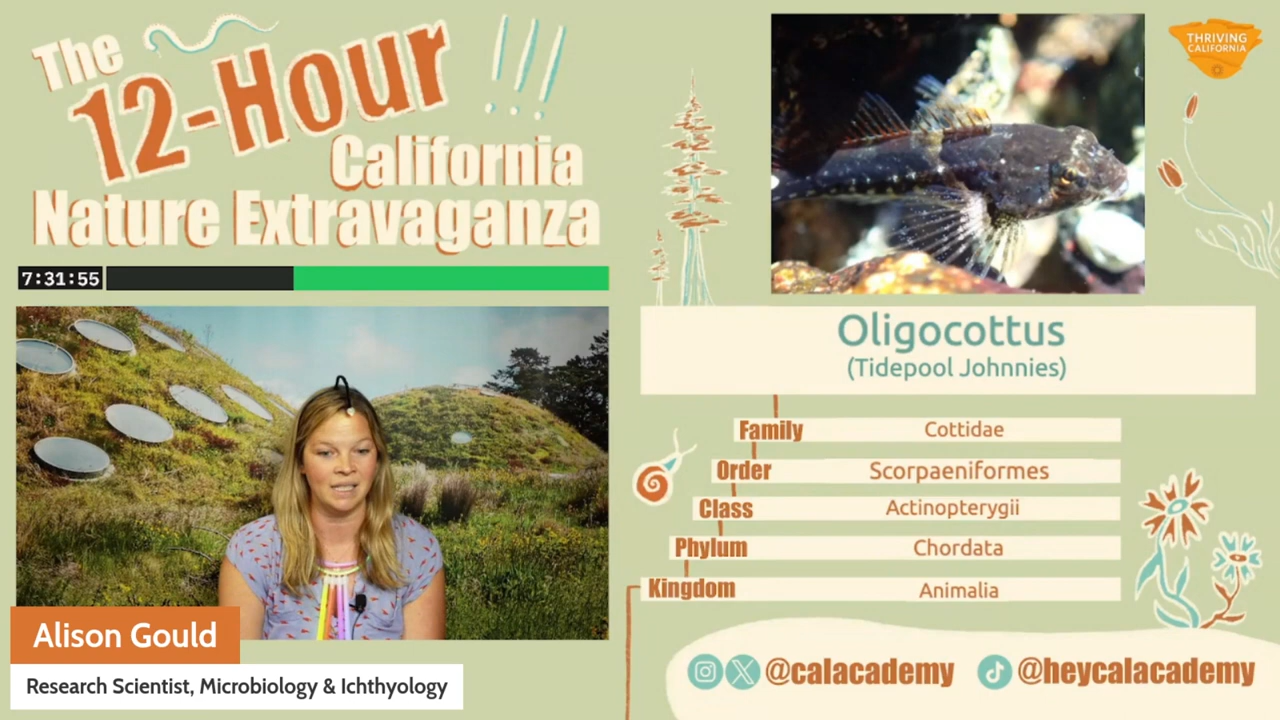 The
12-Hour !!!
California
Nature Extravaganza
7:31:55
THRIVING
CALIFORNIA
Oligocottus
(Tidepool Johnnies)
Family Cottidae
Order Scorpaeniformes
Class Actinopterygii
Phylum Chordata
Kingdom Animalia
Alison Gould
Research Scientist, Microbiology & Ichthyology
@calacademy @heycalacademy